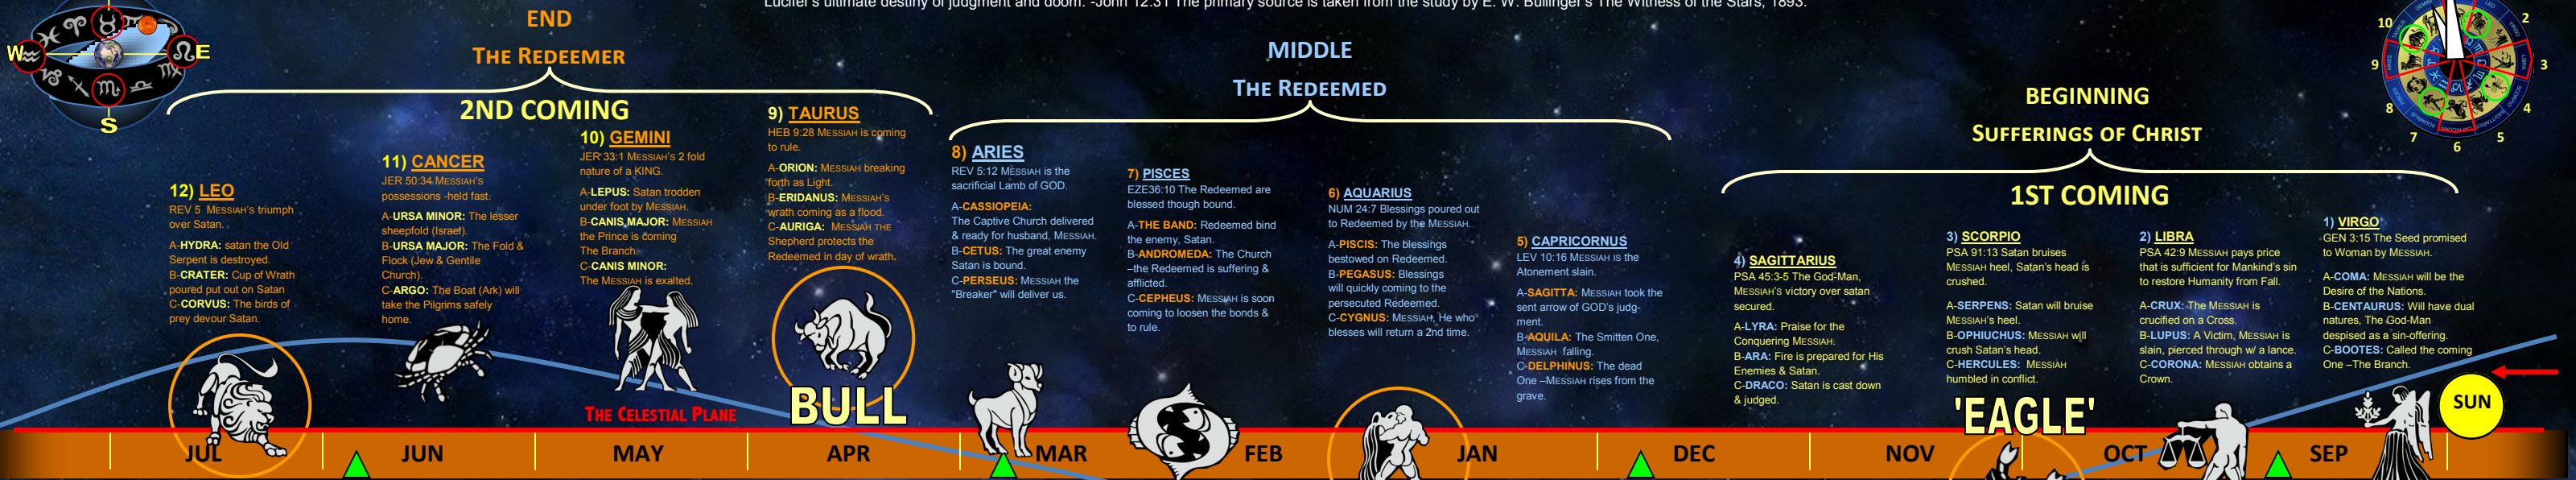 Lucifer's ultimate destiny of judgment and doom. -John 12:31 The primary source is taken from the study by E. W. Bullinger's The Witness of the Stars, 1893.
W
E
S
END
THE REDEEMER
2ND COMING
12) LEO
REV 5 MESSIAH'S triumph
over Satan.
A-HYDRA: satan the Old
Serpent is destroyed.
B-CRATER: Cup of Wrath
poured put out on Satan
C-CORVUS: The birds of
prey devour Satan.
11) CANCER
JER 50:34 MESSIAH'S
possessions -held fast.
A-URSA MINOR: The lesser
sheepfold (Israel).
B-URSA MAJOR: The Fold &
Flock (Jew & Gentile
Church).
C-ARGO: The Boat (Ark) will
take the Pilgrims safely
home.
10) GEMINI
JER 33:1 MESSIAH'S 2 fold
nature of a KING.
A-LEPUS: Satan trodden
under foot by MESSIAH.
B-CANIS MAJOR: MESSIAH
the Prince is coming
The Branch.
C-CANIS MINOR:
The MESSIAH is exalted.
9) TAURUS
HEB 9:28 MESSIAH is coming
to rule.
A-ORION: MESSIAH breaking
forth as Light.
B-ERIDANUS: MESSIAH'S
wrath coming as a flood.
C-AURIGA: MESSIAH THE
Shepherd protects the
Redeemed in day of wrath.
BULL
THE CELESTIAL PLANE
MIDDLE
THE REDEEMED
8) ARIES
REV 5:12 MESSIAH is the
sacrificial Lamb of GOD.
A-CASSIOPEIA:
The Captive Church delivered
& ready for husband, MESSIAH.
B-CETUS: The great enemy
Satan is bound.
C-PERSEUS: MESSIAH the
"Breaker" will deliver us.
7) PISCES
EZE36:10 The Redeemed are
blessed though bound.
A-THE BAND: Redeemed bind
the enemy, Satan.
B-ANDROMEDA: The Church
–the Redeemed is suffering &
afflicted.
C-CEPHEUS: MESSIAH is soon
coming to loosen the bonds &
to rule.
6) AQUARIUS
NUM 24:7 Blessings poured out
to Redeemed by the MESSIAH.
A-PISCIS: The blessings
bestowed on Redeemed.
B-PEGASUS: Blessings
will quickly coming to the
persecuted Redeemed.
C-CYGNUS: MESSIAH, He who
blesses will return a 2nd time.
5) CAPRICORNUS
LEV 10:16 MESSIAH IS the
Atonement slain.
A-SAGITTA: MESSIAH took the
sent arrow of GOD'S judg-
ment.
B-AQUILA: The Smitten One,
MESSIAH falling.
C-DELPHINUS: The dead
One –MESSIAH rises from the
grave.
BEGINNING
SUFFERINGS OF CHRIST
1ST COMING
4) SAGITTARIUS
PSA 45:3-5 The God-Man,
MESSIAH'S victory over satan
secured.
A-LYRA: Praise for the
Conquering MESSIAH.
B-ARA: Fire is prepared for His
Enemies & Satan.
C-DRACO: Satan is cast down
& judged.
3) SCORPIO
PSA 91:13 Satan bruises
MESSIAH heel, Satan's head is
crushed.
A-SERPENS: Satan will bruise
MESSIAH'S heel.
B-OPHIUCHUS: MESSIAH will
crush Satan's head.
C-HERCULES: MESSIAH
humbled in conflict.
'EAGLE'
2) LIBRA
PSA 42:9 MESSIAH pays price
that is sufficient for Mankind's sin
to restore Humanity from Fall.
A-CRUX: The MESSIAH is
crucified on a Cross.
B-LUPUS: A Victim, MESSIAH is
slain, pierced through w/ a lance.
C-CORONA: MESSIAH obtains a
Crown.
1) VIRGO
GEN 3:15 The Seed promised
to Woman by MESSIAH.
A-COMA: MESSIAH will be the
Desire of the Nations.
B-CENTAURUS: Will have dual
natures, The God-Man
despised as a sin-offering.
C-BOOTES: Called the coming
One –The Branch.
SUN
10
2
9
3
8
4
7
5
6
JUL
JUN
MAY
APR
MAR
FEB
JAN
DEC
NOV
OCT
SEP